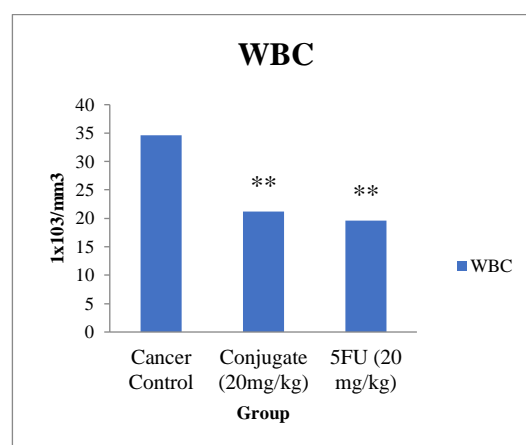 WBC
40
35
30
25
20
15
10
5
0
1x103/mm3
**
**
Cancer
Control
Conjugate
(20mg/kg)
5FU (20
mg/kg)
Group
WBC